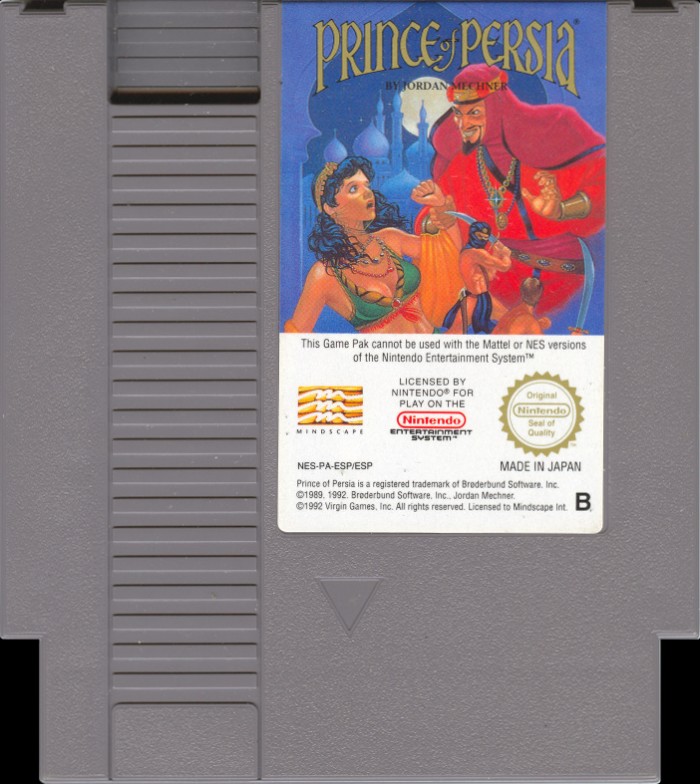 PRINCE of PERSIA®
BY JORDAN MECHNER
This Game Pak cannot be used with the Mattel or NES versions
of the Nintendo Entertainment System™
MINDSCAPE
LICENSED BY
NINTENDO® FOR
PLAY ON THE
Nintendo
ENTERTAINMENT
SYSTEM™
Original
Nintendo
Seal of
Quality
NES-PA-ESP/ESP
MADE IN JAPAN
Prince of Persia is a registered trademark of Brøderbund Software, Inc.
©1989, 1992. Brøderbund Software, Inc., Jordan Mechner.
©1992 Virgin Games, Inc. All rights reserved. Licensed to Mindscape Int.
B